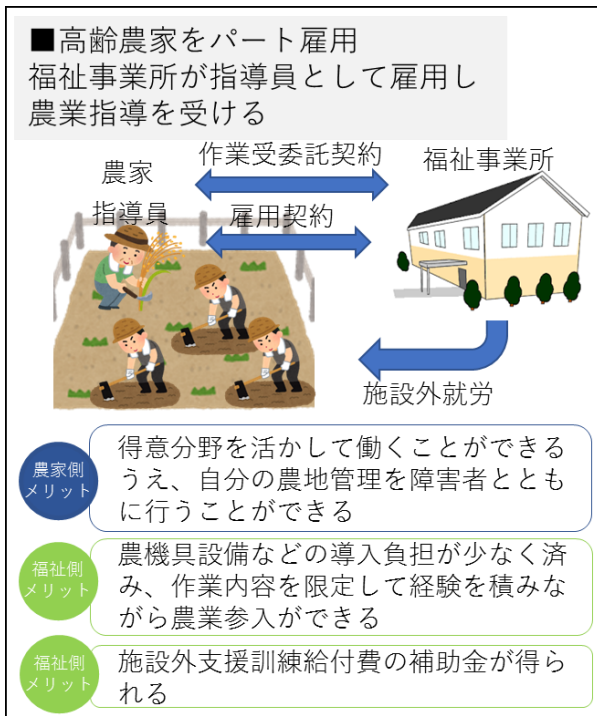 ■高齢農家をパート雇用
福祉事業所が指導員として雇用し
農業指導を受ける
作業受委託契約
農家
福祉事業所
指導員
雇用契約
施設外就労
農家側
メリット
得意分野を活かして働くことができる
うえ、自分の農地管理を障害者ととも
に行うことができる
福祉側
メリット
農機具設備などの導入負担が少なく済
み、作業内容を限定して経験を積みな
がら農業参入ができる
福祉側
メリット
施設外支援訓練給付費の補助金が得ら
れる